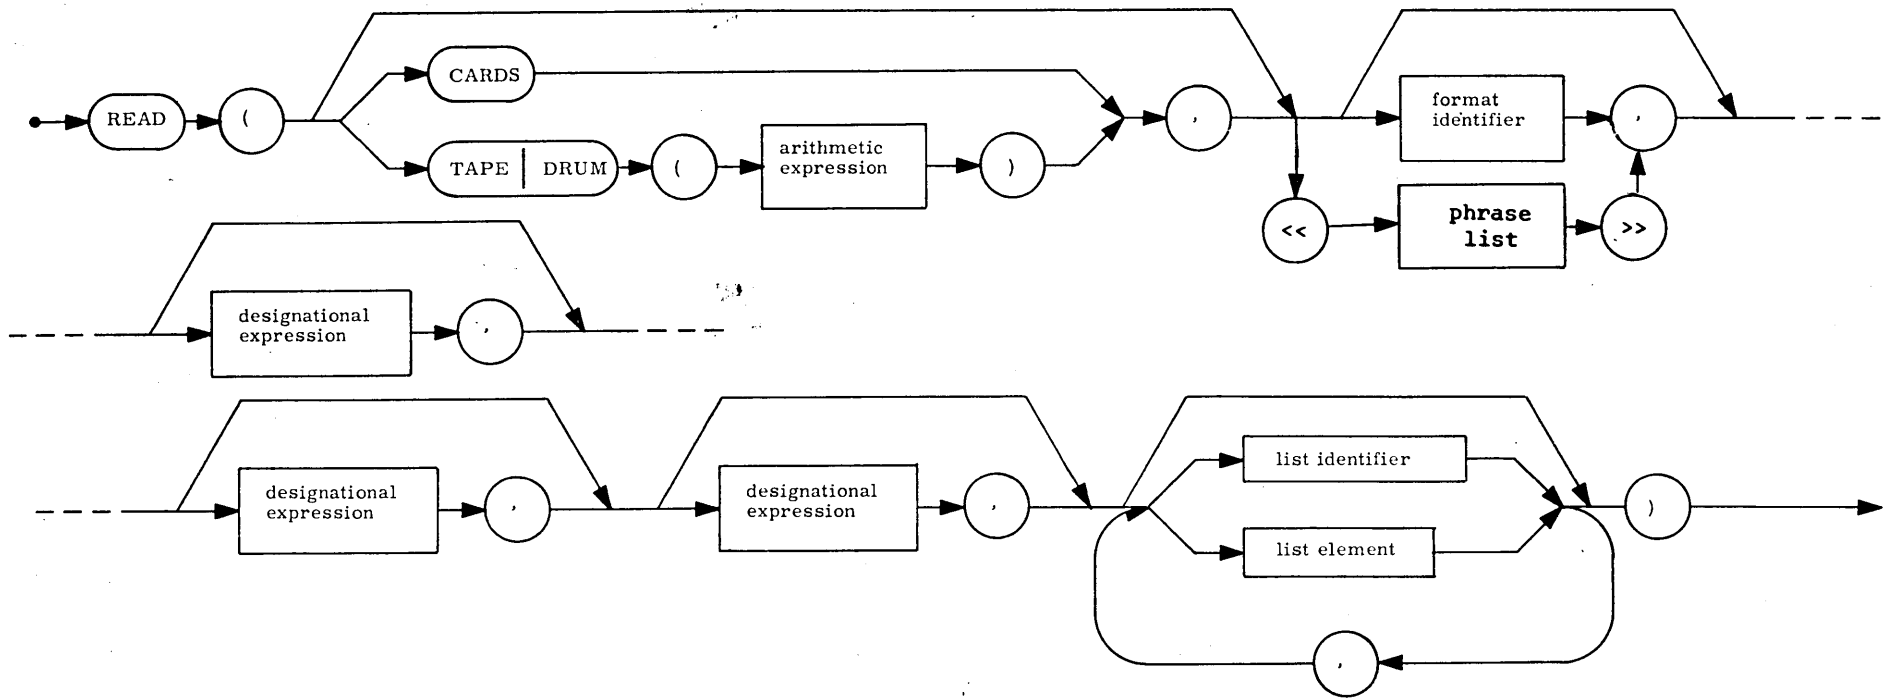 READ
(
CARDS
TAPE | DRUM
(
arithmetic
expression
)
,
format
identifier
,
<<
phrase
list
>>
designational
expression
,
designational
expression
,
designational
expression
,
list identifier
list element
,
)